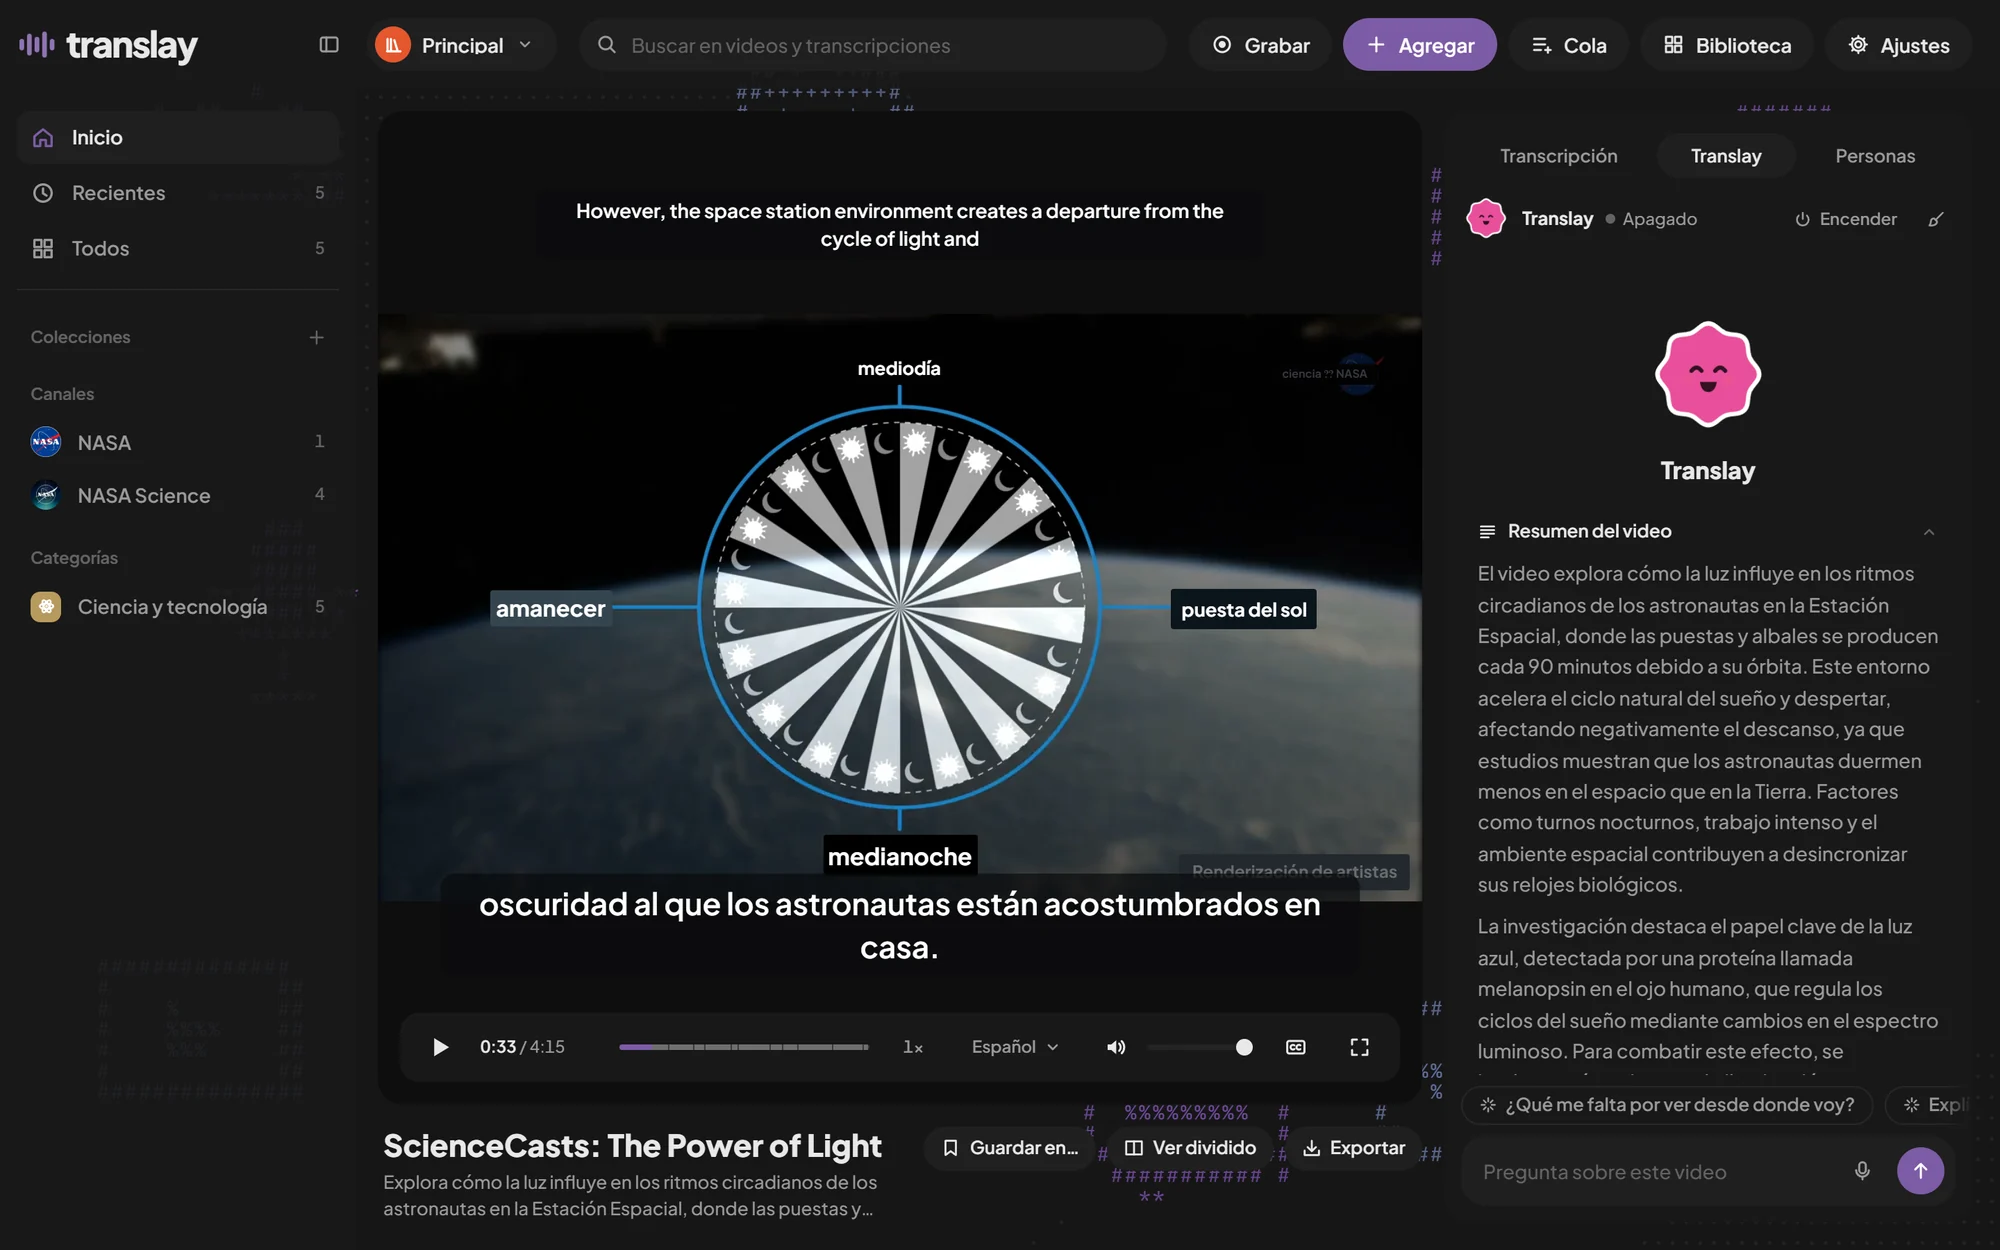 translay
Principal
Buscar en videos y transcripciones
Grabar
Agregar
Cola
Biblioteca
Ajustes
Inicio
Recientes 5
Todos 5
Colecciones
Canales
NASA 1
NASA Science 4
Categorías
Ciencia y tecnología 5
However, the space station environment creates a departure from the
cycle of light and
mediodía
ciencia ?? NASA
amanecer
puesta del sol
medianoche
Renderización de artistas
oscuridad al que los astronautas están acostumbrados en
casa.
0:33 / 4:15
1×
Español
ScienceCasts: The Power of Light
Guardar en...
Ver dividido
Exportar
Explora cómo la luz influye en los ritmos circadianos de los
astronautas en la Estación Espacial, donde las puestas y...
Transcripción
Translay
Personas
Translay
Apagado
Encender
Translay
Resumen del video
El video explora cómo la luz influye en los ritmos
circadianos de los astronautas en la Estación
Espacial, donde las puestas y albales se producen
cada 90 minutos debido a su órbita. Este entorno
acelera el ciclo natural del sueño y despertar,
afectando negativamente el descanso, ya que
estudios muestran que los astronautas duermen
menos en el espacio que en la Tierra. Factores
como turnos nocturnos, trabajo intenso y el
ambiente espacial contribuyen a desincronizar
sus relojes biológicos.
La investigación destaca el papel clave de la luz
azul, detectada por una proteína llamada
melanopsin en el ojo humano, que regula los
ciclos del sueño mediante cambios en el espectro
luminoso. Para combatir este efecto, se
¿Qué me falta por ver desde donde voy?
Expli
Pregunta sobre este video